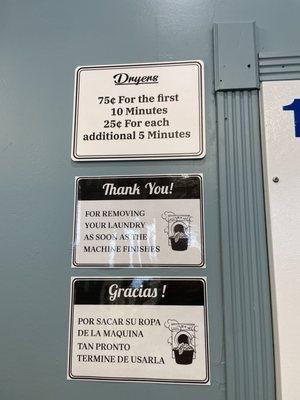 Dryers
75¢ For the first
10 Minutes
25¢ For each
additional 5 Minutes
Thank You!
FOR REMOVING
YOUR LAUNDRY
AS SOON AS THE
MACHINE FINISHES
Gracias !
POR SACAR SU ROPA
DE LA MAQUINA
TAN PRONTO
TERMINE DE USARLA